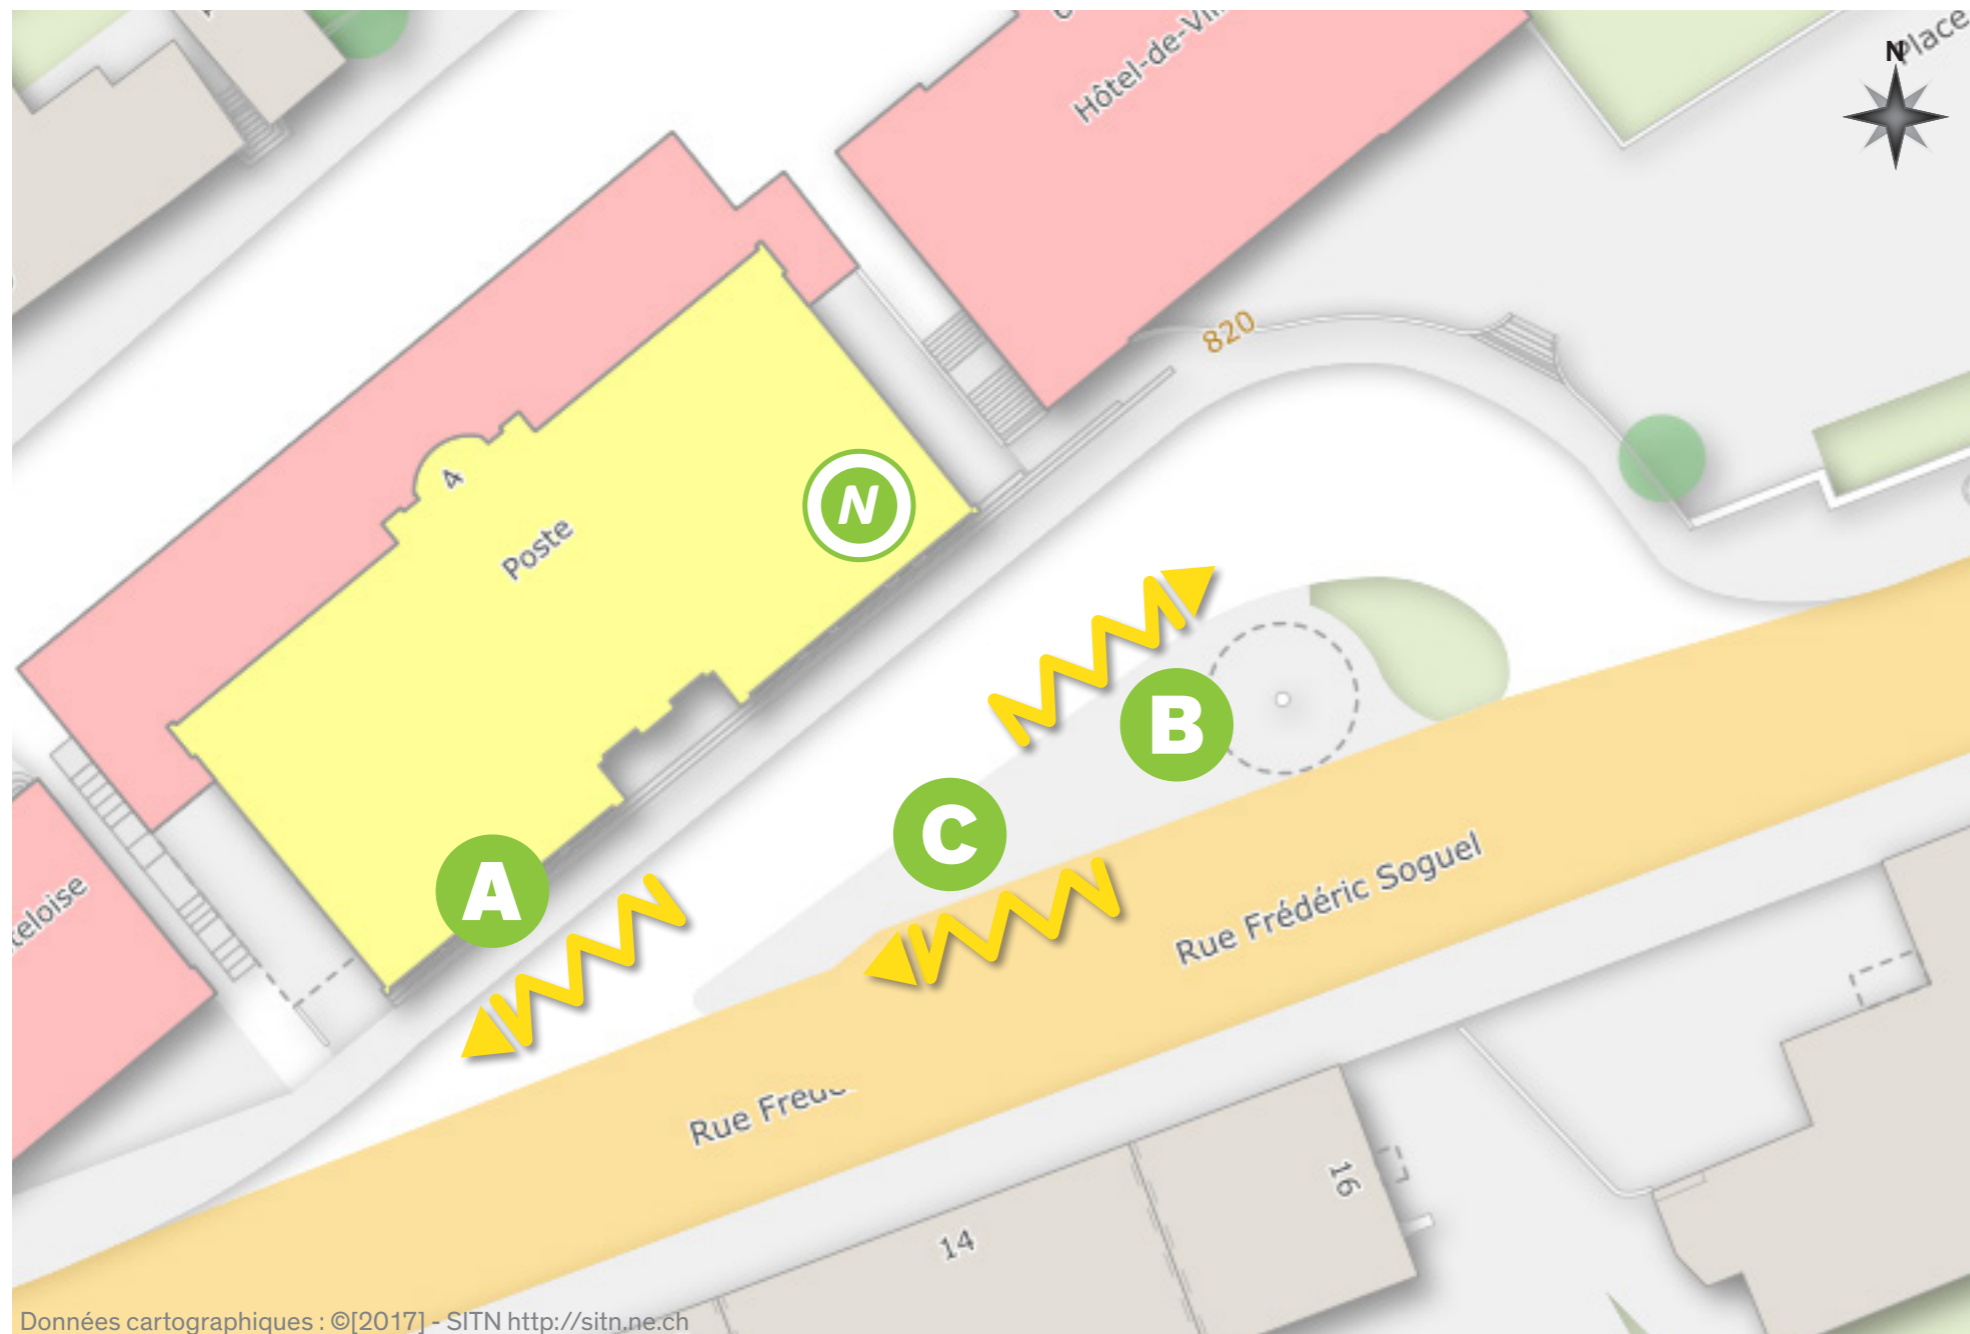 Hôtel-de-Vil
Place
N
820
4
Poste
N
B
C
A
Rue Frédéric Soguel
Rue Fréd
teloise
16
14
Données cartographiques : ©[2017] - SITN http://sitn.ne.ch